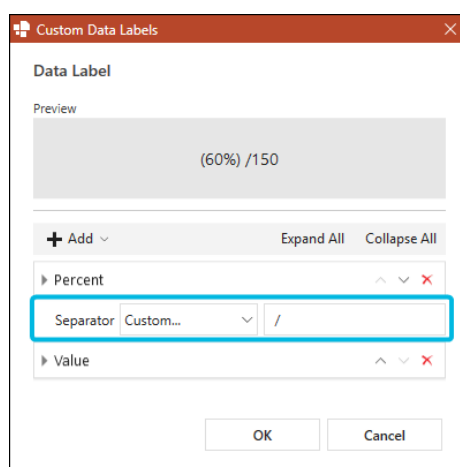 Custom Data Labels
Data Label
Preview
(60%) /150
Add Expand All Collapse All
Percent
Separator Custom... /
Value
OK Cancel